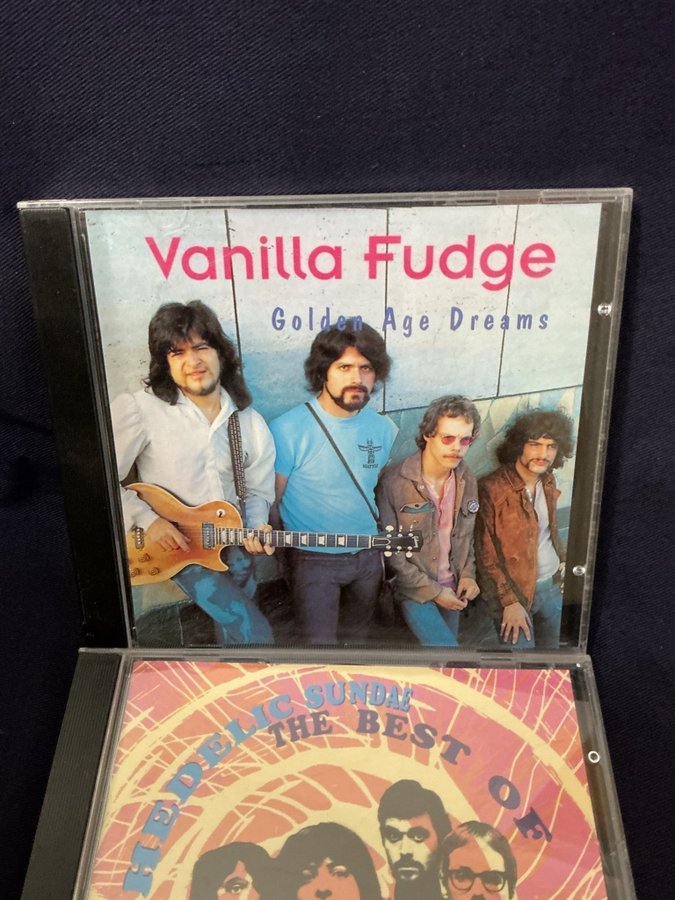 Vanilla Fudge
Golden Age Dreams
HEDELIC SUNDAE
THE BEST OF